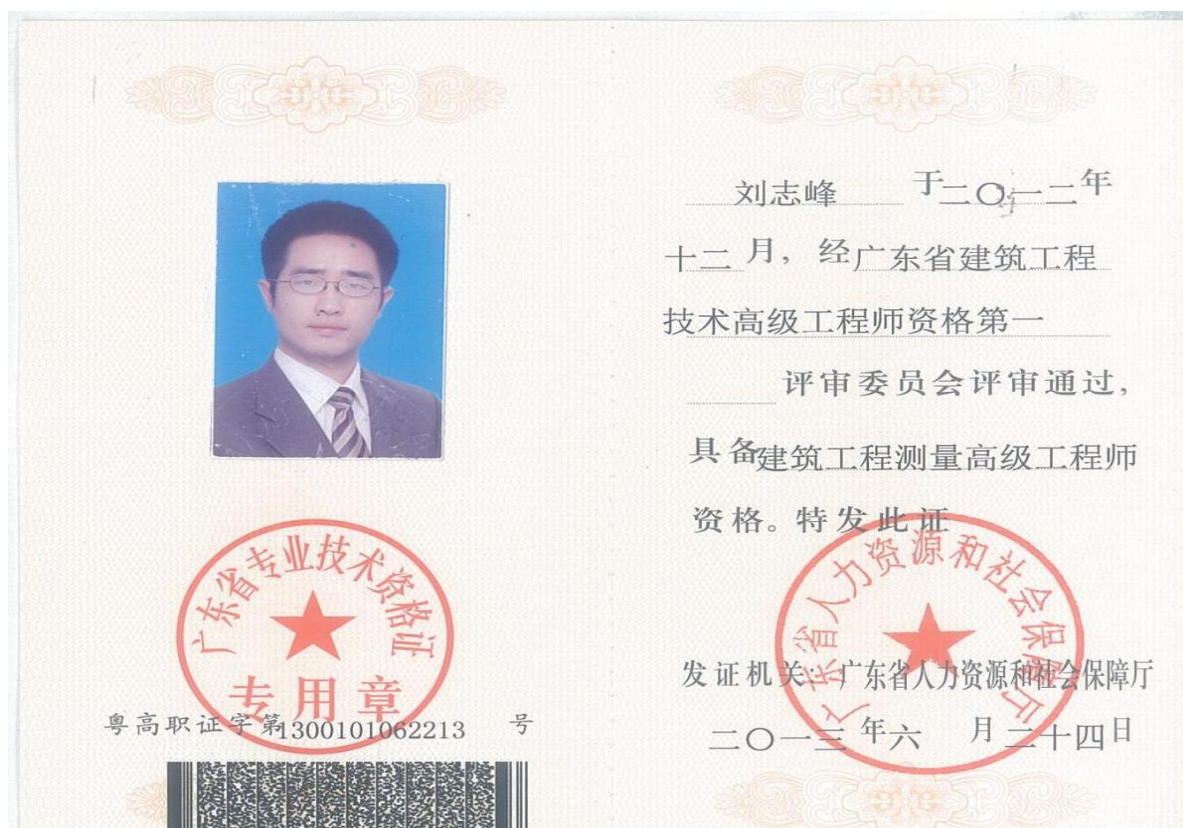 广东省专业技术资格证
专用章
粤高职证字第1300101062213 号
刘志峰 于二〇一二年
十二月，经广东省建筑工程
技术高级工程师资格第一
评审委员会评审通过，
具备建筑工程测量高级工程师
资格。特发此证
广东省人力资源和社会保障厅
发证机关：广东省人力资源和社会保障厅
二〇一三年六月二十四日